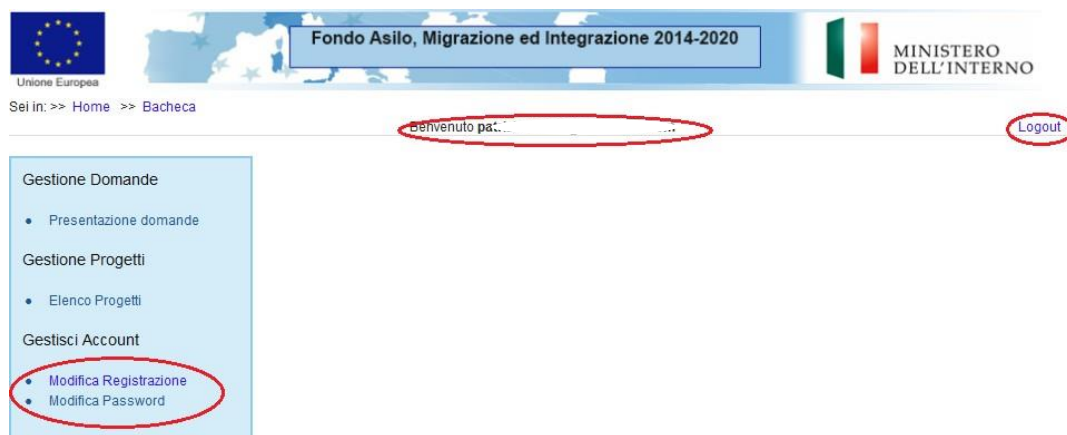 Fondo Asilo, Migrazione ed Integrazione 2014-2020
MINISTERO
DELL'INTERNO
Unione Europea
Sei in: >> Home >> Bacheca
Benvenuto
Logout
Gestione Domande
Presentazione domande
Gestione Progetti
Elenco Progetti
Gestisci Account
Modifica Registrazione
Modifica Password